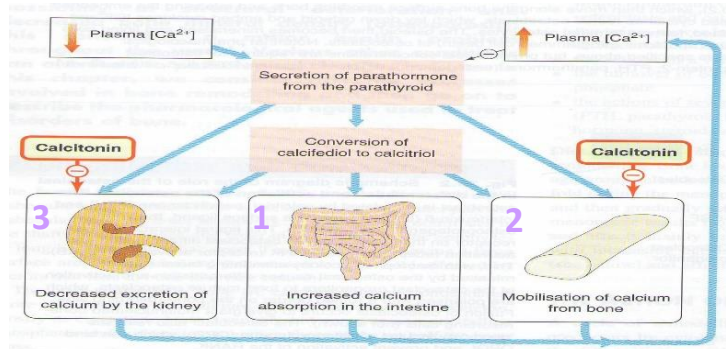 Plasma [Ca²⁺]
Plasma [Ca²⁺]
Secretion of parathormone
from the parathyroid
Conversion of
calcifediol to calcitriol
Calcitonin
Calcitonin
3
1
2
Decreased excretion of
calcium by the kidney
Increased calcium
absorption in the intestine
Mobilisation of calcium
from bone